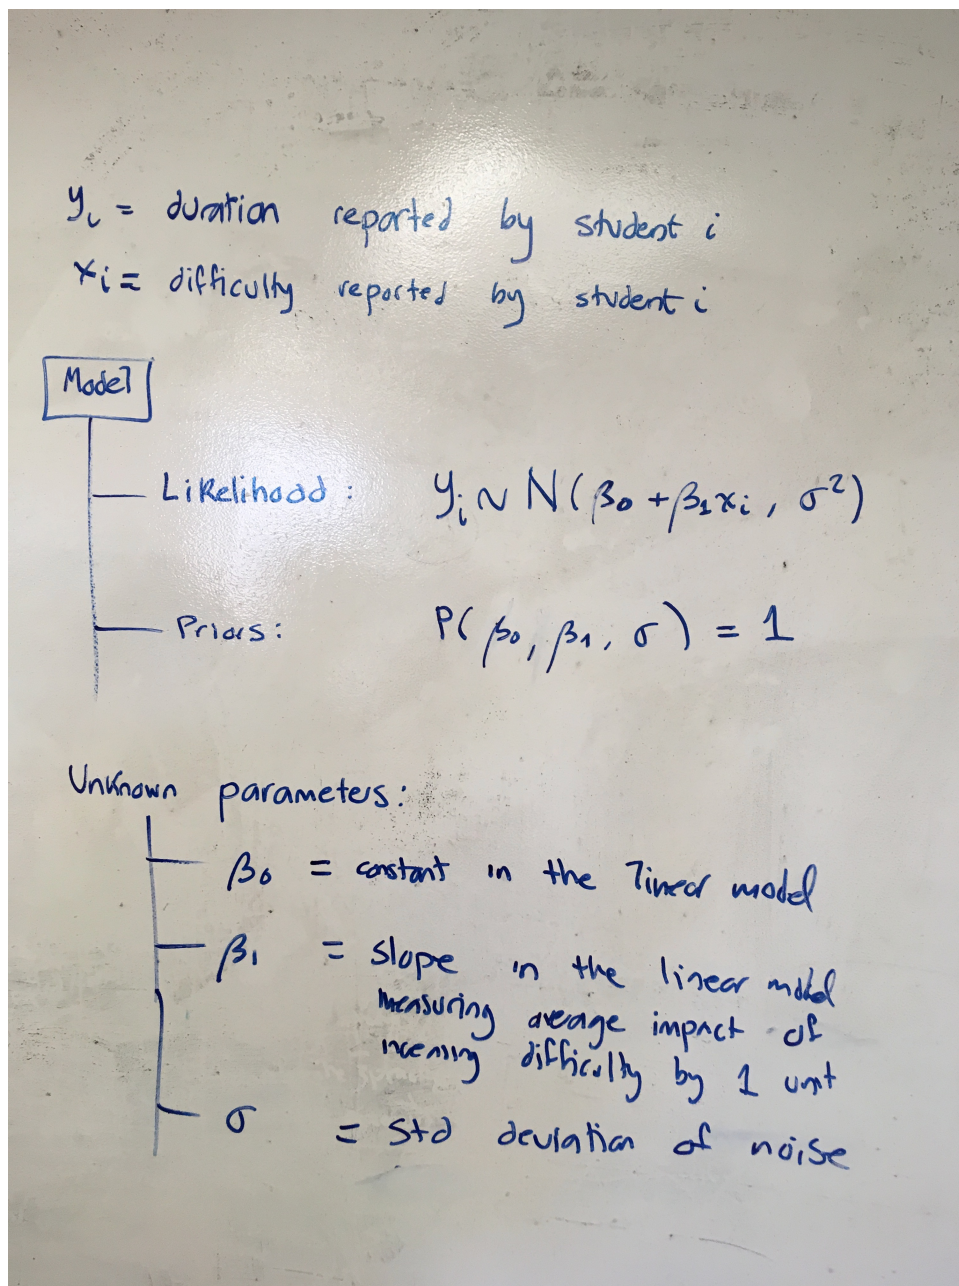 yᵢ = duration reported by student i
xᵢ = difficulty reported by student i
Model
Likelihood : yᵢ ~ N(β₀ + β₁xᵢ, σ²)
Priors: P(β₀, β₁, σ) = 1
Unknown parameters:
β₀ = constant in the linear model
β₁ = slope in the linear model
measuring average impact of
difficulty by 1 unit
σ = std deviation of noise